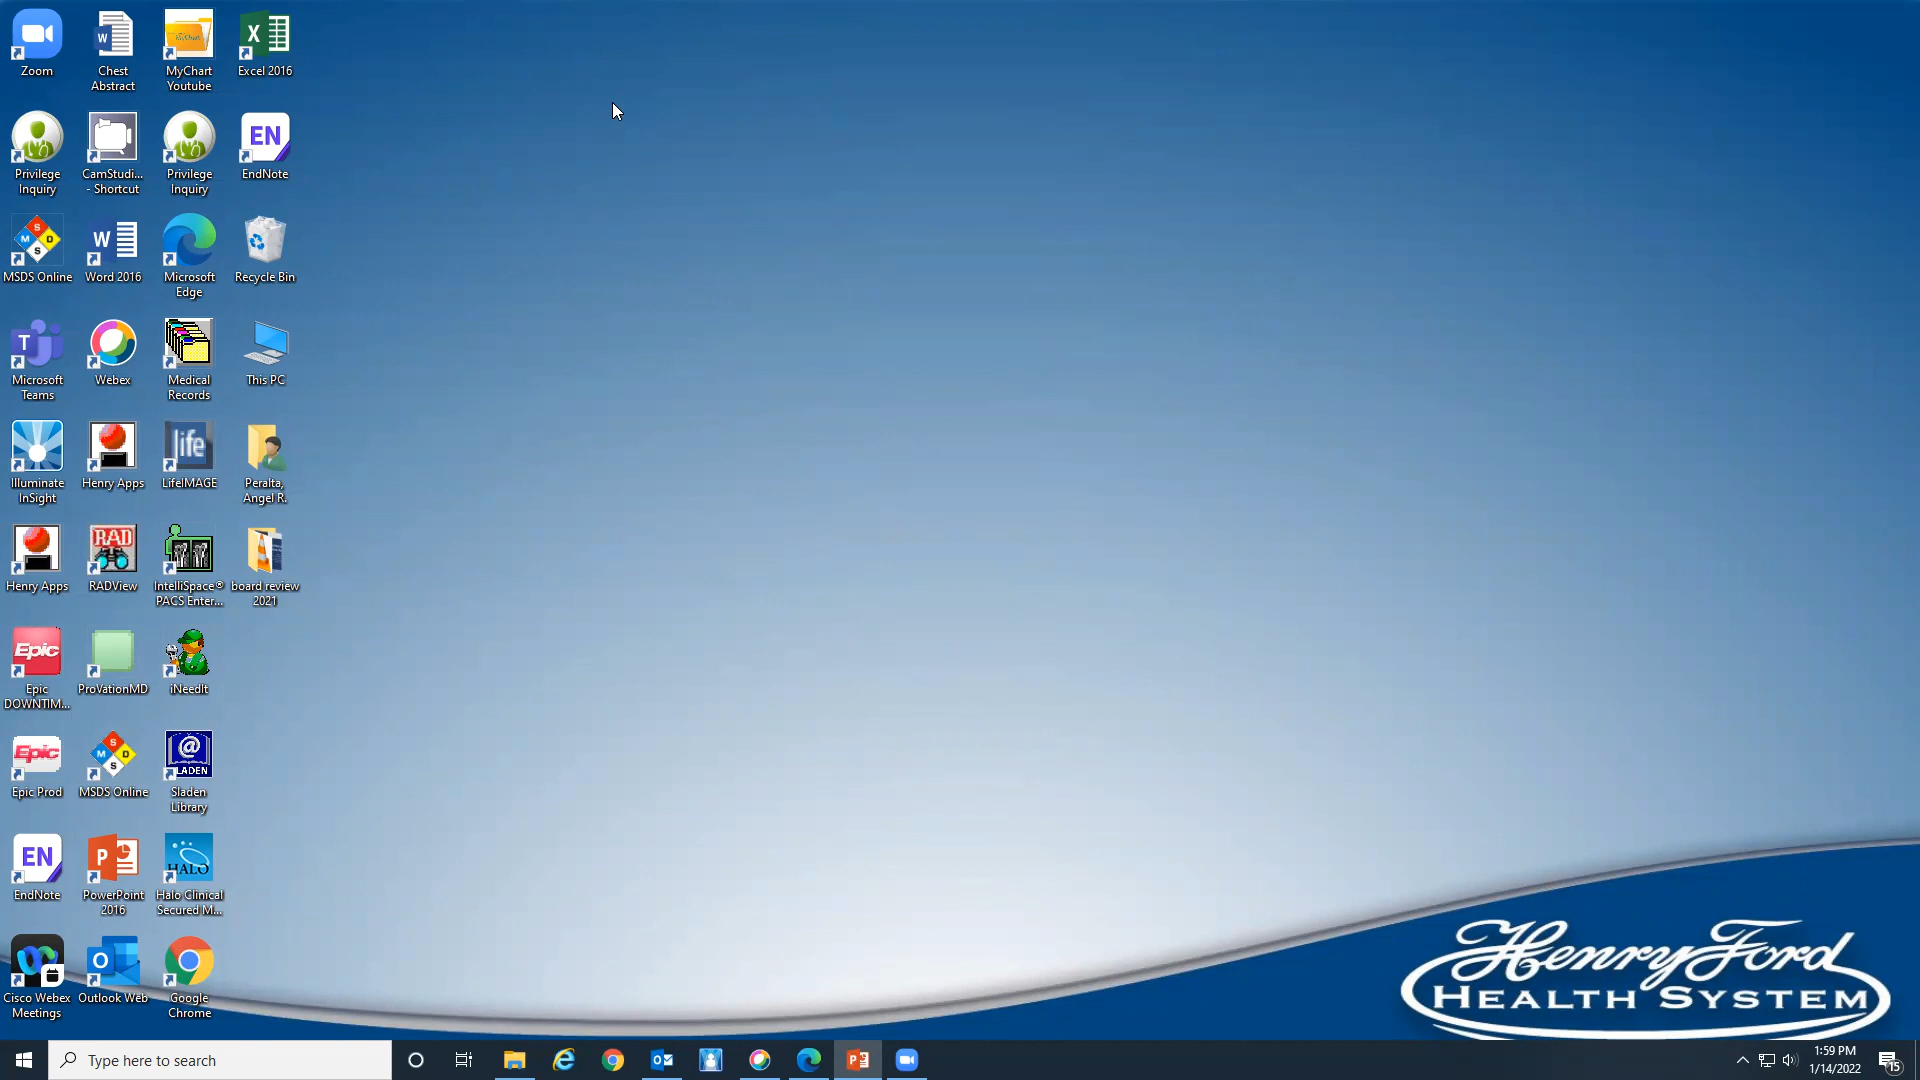 Zoom
Chest
Abstract
MyChart
Youtube
Excel 2016
Privilege
Inquiry
CamStudi...
- Shortcut
Privilege
Inquiry
EN
EndNote
MSDS Online
Word 2016
Microsoft
Edge
Recycle Bin
Microsoft
Teams
Webex
Medical
Records
This PC
Illuminate
InSight
Henry Apps
life
LifeIMAGE
Peralta,
Angel R.
Henry Apps
RAD
RADView
IntelliSpace®
PACS Enter...
board review
2021
Epic
Epic
DOWNTIM...
ProVationMD
iNeedIt
Epic
Epic Prod
MSDS Online
@
SLADEN
Sladen
Library
EN
EndNote
PowerPoint
2016
HALO
Halo Clinical
Secured M...
Cisco Webex
Meetings
Outlook Web
Google
Chrome
Henry Ford
HEALTH SYSTEM
Type here to search
1:59 PM
1/14/2022
15